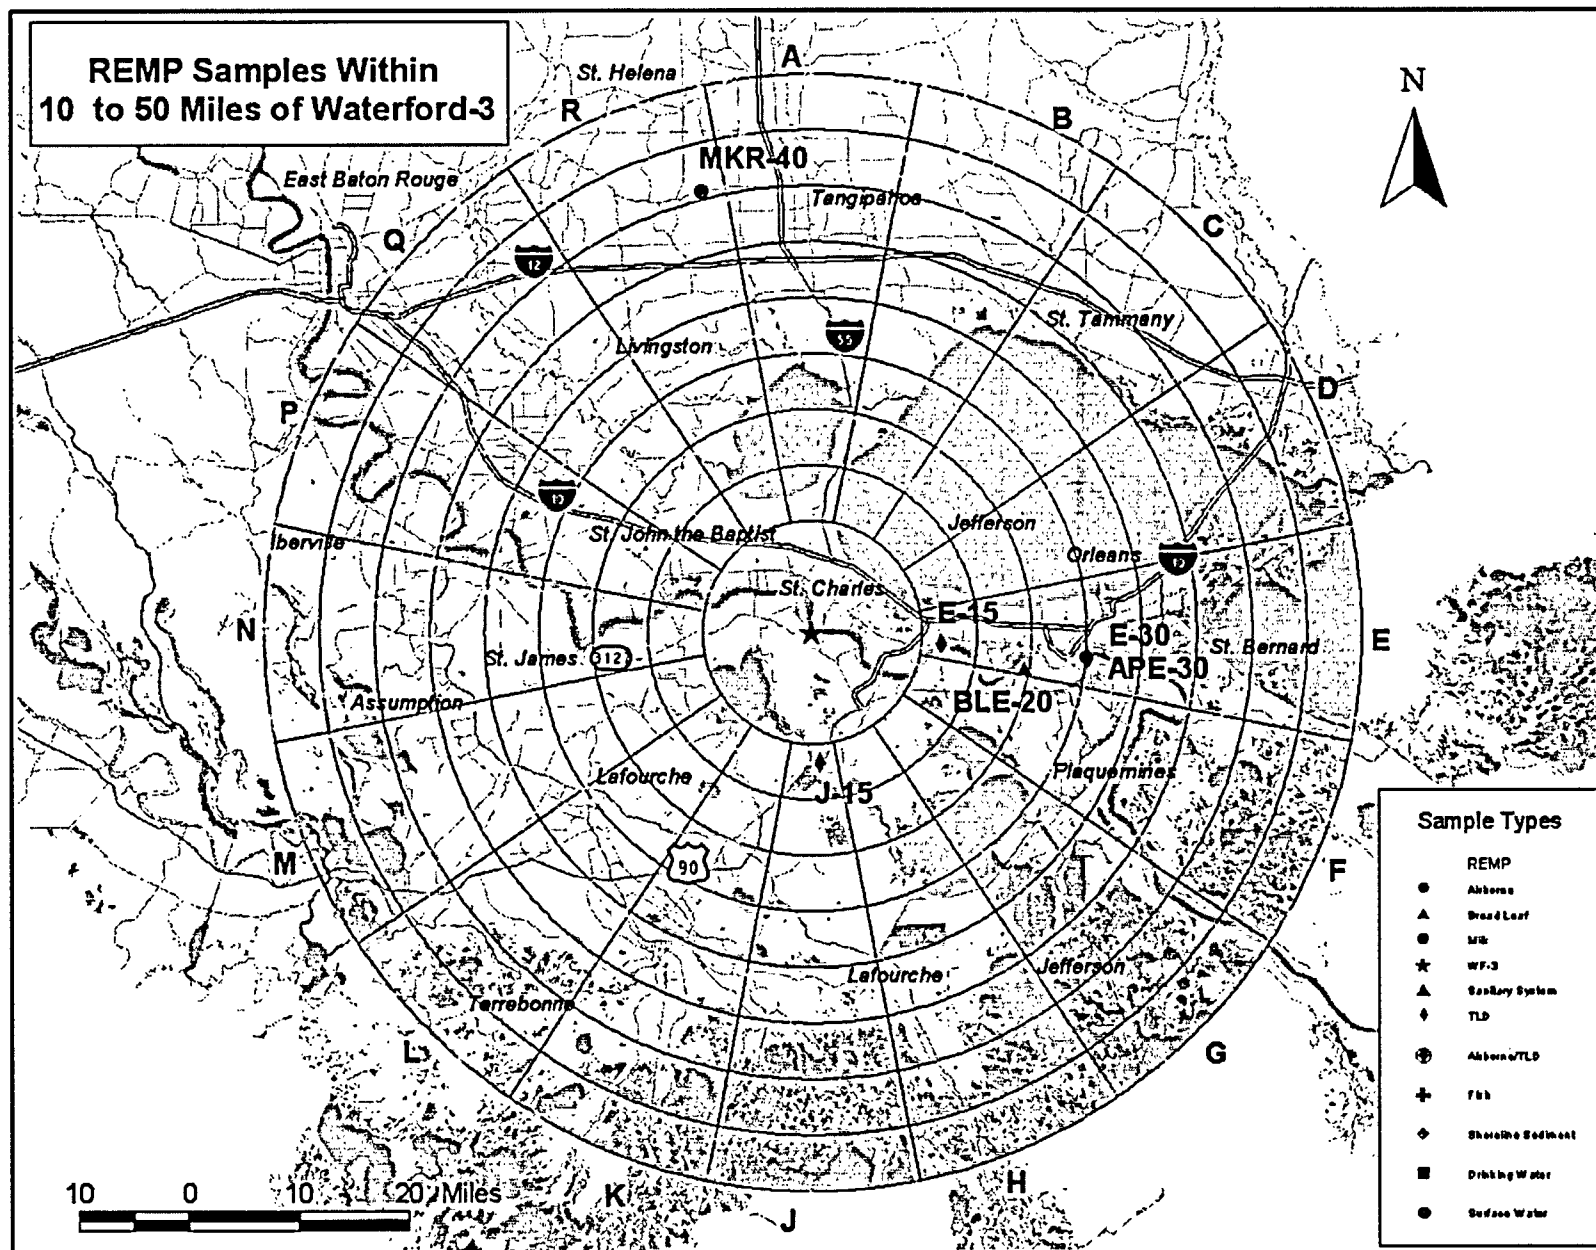 REMP Samples Within
10 to 50 Miles of Waterford-3
N
A
St. Helena
R
B
MKR-40
East Baton Rouge
Tangipahoa
C
Q
12
St. Tammany
55
Livingston
D
P
10
St. John the Baptist
Jefferson
Iberville
Orleans
10
St. Charles
E-15
N
E-30
St. Bernard
E
St. James
3127
APE-30
Assumption
BLE-20
Lafourche
Plaquemines
J-15
M
90
F
Lafourche
Jefferson
Terrebonne
L
G
K
H
J
10 0 10 20 Miles
Sample Types
REMP
Airborne
Broad Leaf
Milk
WF-3
Sanitary System
TLD
Airborne/TLD
Fish
Shoreline Sediment
Drinking Water
Surface Water